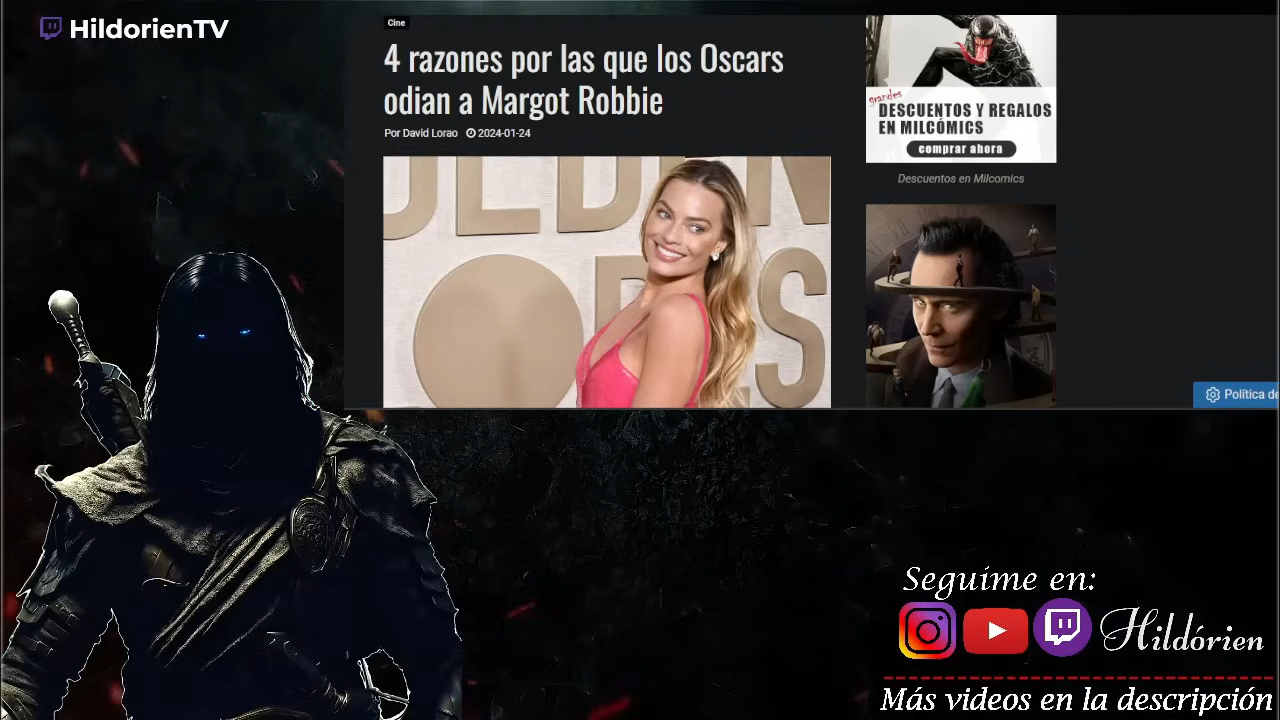 HildorienTV
Cine
4 razones por las que los Oscars
odian a Margot Robbie
Por David Lorao 2024-01-24
grandes
DESCUENTOS Y REGALOS
EN MILCÓMICS
comprar ahora
Descuentos en Milcomics
Política de
Seguíme en:
Hildórien
Más videos en la descripción